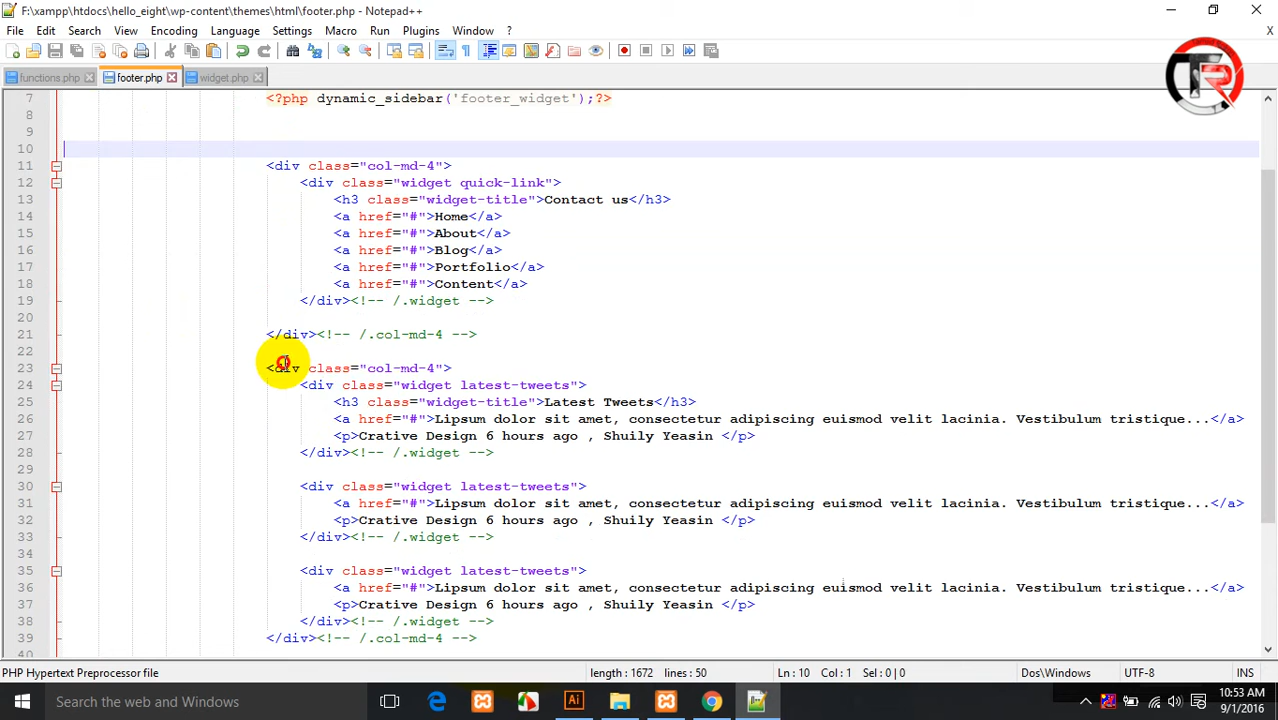 F:\xampp\htdocs\hello_eight\wp-content\themes\html\footer.php - Notepad++
File Edit Search View Encoding Language Settings Macro Run Plugins Window ?
functions.php footer.php widget.php
TR
7 <?php dynamic_sidebar('footer_widget');?>
8
9
10
11 <div class="col-md-4">
12 <div class="widget quick-link">
13 <h3 class="widget-title">Contact us</h3>
14 <a href="#">Home</a>
15 <a href="#">About</a>
16 <a href="#">Blog</a>
17 <a href="#">Portfolio</a>
18 <a href="#">Content</a>
19 </div><!-- /.widget -->
20
21 </div><!-- /.col-md-4 -->
22
23 <div class="col-md-4">
24 <div class="widget latest-tweets">
25 <h3 class="widget-title">Latest Tweets</h3>
26 <a href="#">Lipsum dolor sit amet, consectetur adipiscing euismod velit lacinia. Vestibulum tristique...</a>
27 <p>Crative Design 6 hours ago , Shuily Yeasin </p>
28 </div><!-- /.widget -->
29
30 <div class="widget latest-tweets">
31 <a href="#">Lipsum dolor sit amet, consectetur adipiscing euismod velit lacinia. Vestibulum tristique...</a>
32 <p>Crative Design 6 hours ago , Shuily Yeasin </p>
33 </div><!-- /.widget -->
34
35 <div class="widget latest-tweets">
36 <a href="#">Lipsum dolor sit amet, consectetur adipiscing euismod velit lacinia. Vestibulum tristique...</a>
37 <p>Crative Design 6 hours ago , Shuily Yeasin </p>
38 </div><!-- /.widget -->
39 </div><!-- /.col-md-4 -->
40
PHP Hypertext Preprocessor file length : 1672 lines : 50 Ln : 10 Col : 1 Sel : 0 | 0 Dos\Windows UTF-8 INS
Search the web and Windows
Ai
10:53 AM
9/1/2016